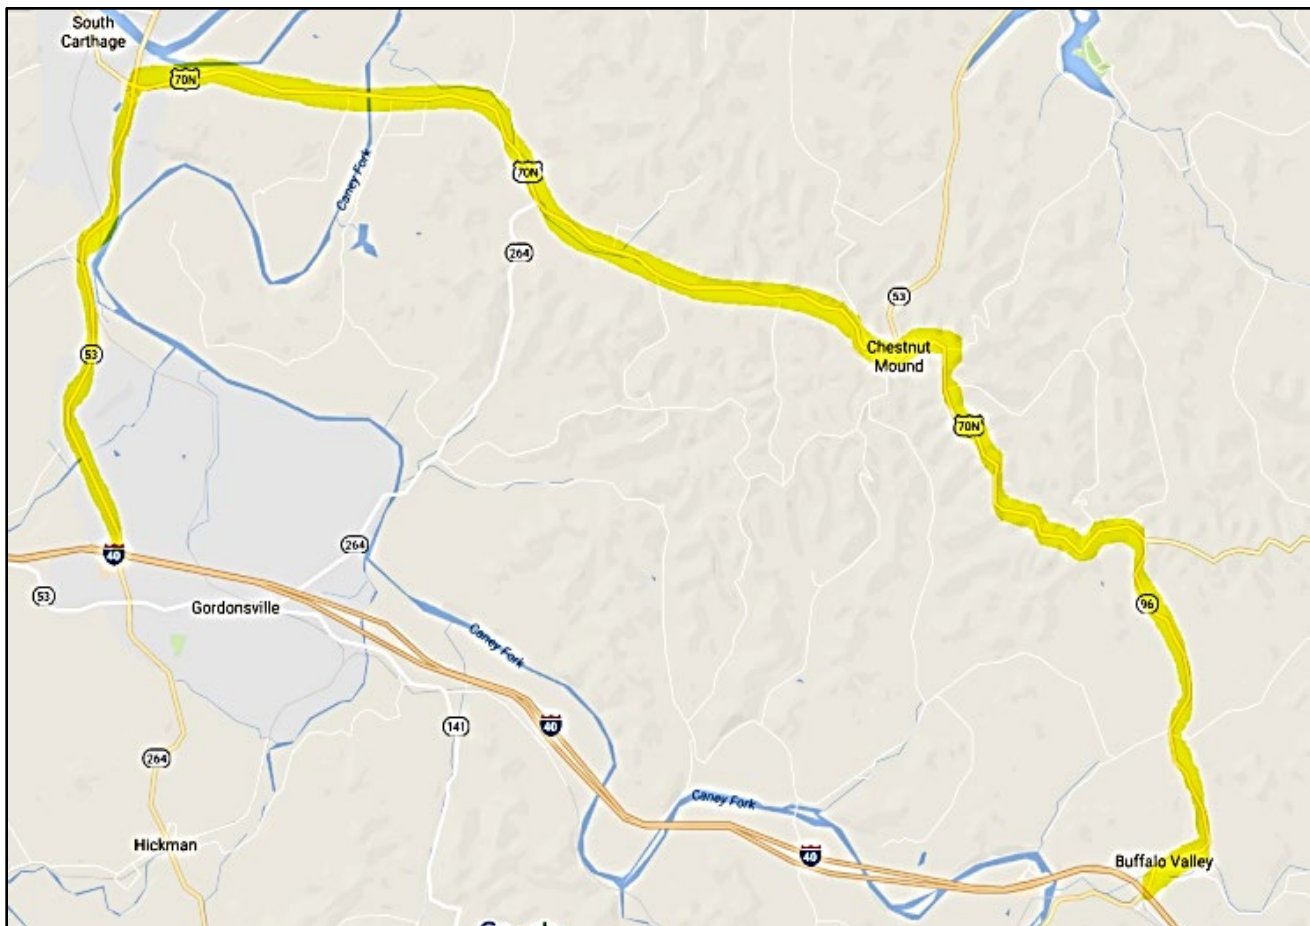 South
Carthage
70N
Caney Fork
70N
264
53
53
Chestnut
Mound
70N
264
40
53
Gordonsville
96
Caney Fork
141
40
264
Caney Fork
Hickman
40
Buffalo Valley